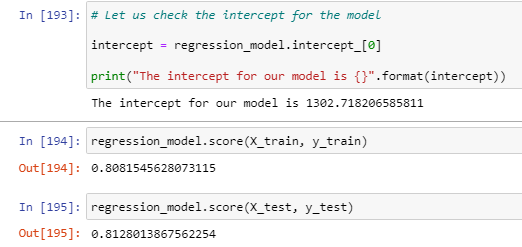 In [193]: # Let us check the intercept for the model
intercept = regression_model.intercept_[0]
print("The intercept for our model is {}".format(intercept))
The intercept for our model is 1302.718206585811
In [194]: regression_model.score(X_train, y_train)
Out[194]: 0.8081545628073115
In [195]: regression_model.score(X_test, y_test)
Out[195]: 0.8128013867562254